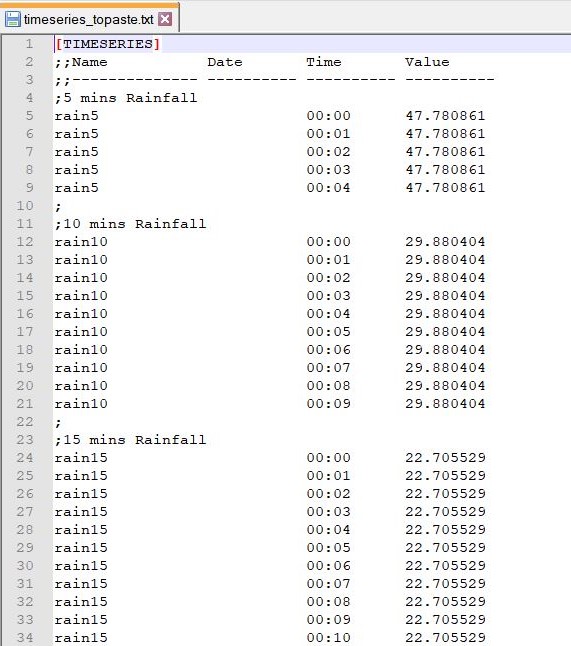 timeseries_topaste.txt
1 [TIMESERIES]
2 ;;Name           Date       Time       Value
3 ;;-------------- ---------- ---------- ----------
4 ;5 mins Rainfall
5 rain5                       00:00      47.780861
6 rain5                       00:01      47.780861
7 rain5                       00:02      47.780861
8 rain5                       00:03      47.780861
9 rain5                       00:04      47.780861
10 ;
11 ;10 mins Rainfall
12 rain10                      00:00      29.880404
13 rain10                      00:01      29.880404
14 rain10                      00:02      29.880404
15 rain10                      00:03      29.880404
16 rain10                      00:04      29.880404
17 rain10                      00:05      29.880404
18 rain10                      00:06      29.880404
19 rain10                      00:07      29.880404
20 rain10                      00:08      29.880404
21 rain10                      00:09      29.880404
22 ;
23 ;15 mins Rainfall
24 rain15                      00:00      22.705529
25 rain15                      00:01      22.705529
26 rain15                      00:02      22.705529
27 rain15                      00:03      22.705529
28 rain15                      00:04      22.705529
29 rain15                      00:05      22.705529
30 rain15                      00:06      22.705529
31 rain15                      00:07      22.705529
32 rain15                      00:08      22.705529
33 rain15                      00:09      22.705529
34 rain15                      00:10      22.705529